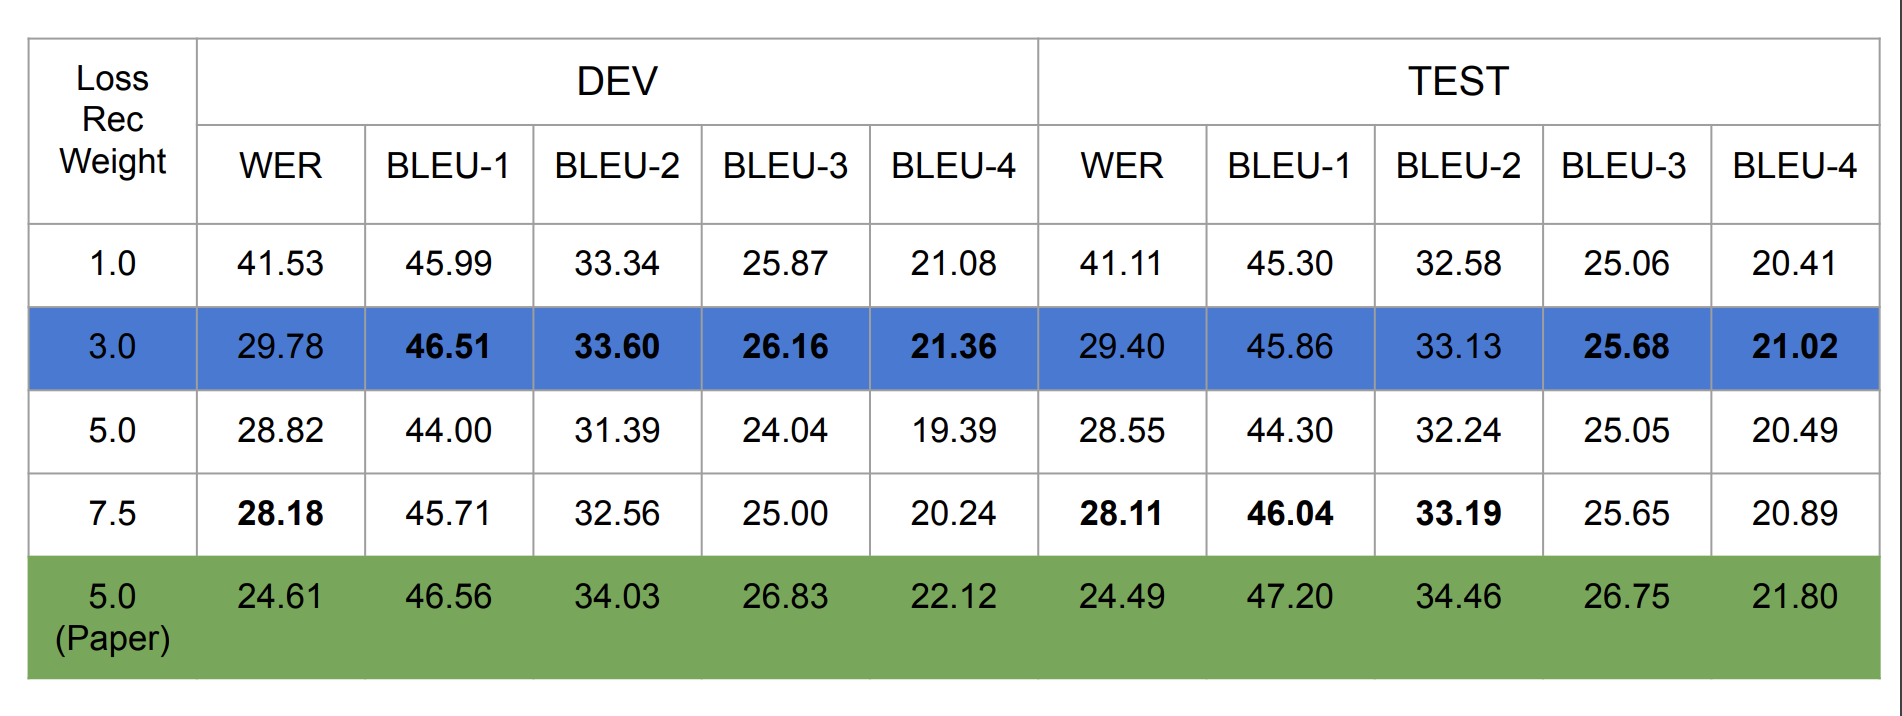 Loss
Rec
Weight
DEV TEST
WER BLEU-1 BLEU-2 BLEU-3 BLEU-4 WER BLEU-1 BLEU-2 BLEU-3 BLEU-4
1.0 41.53 45.99 33.34 25.87 21.08 41.11 45.30 32.58 25.06 20.41
3.0 29.78 46.51 33.60 26.16 21.36 29.40 45.86 33.13 25.68 21.02
5.0 28.82 44.00 31.39 24.04 19.39 28.55 44.30 32.24 25.05 20.49
7.5 28.18 45.71 32.56 25.00 20.24 28.11 46.04 33.19 25.65 20.89
5.0 24.61 46.56 34.03 26.83 22.12 24.49 47.20 34.46 26.75 21.80
(Paper)